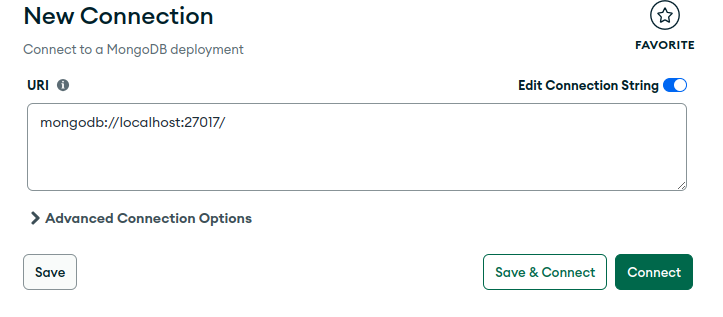 New Connection
FAVORITE
Connect to a MongoDB deployment
URI
Edit Connection String
mongodb://localhost:27017/
Advanced Connection Options
Save
Save & Connect
Connect